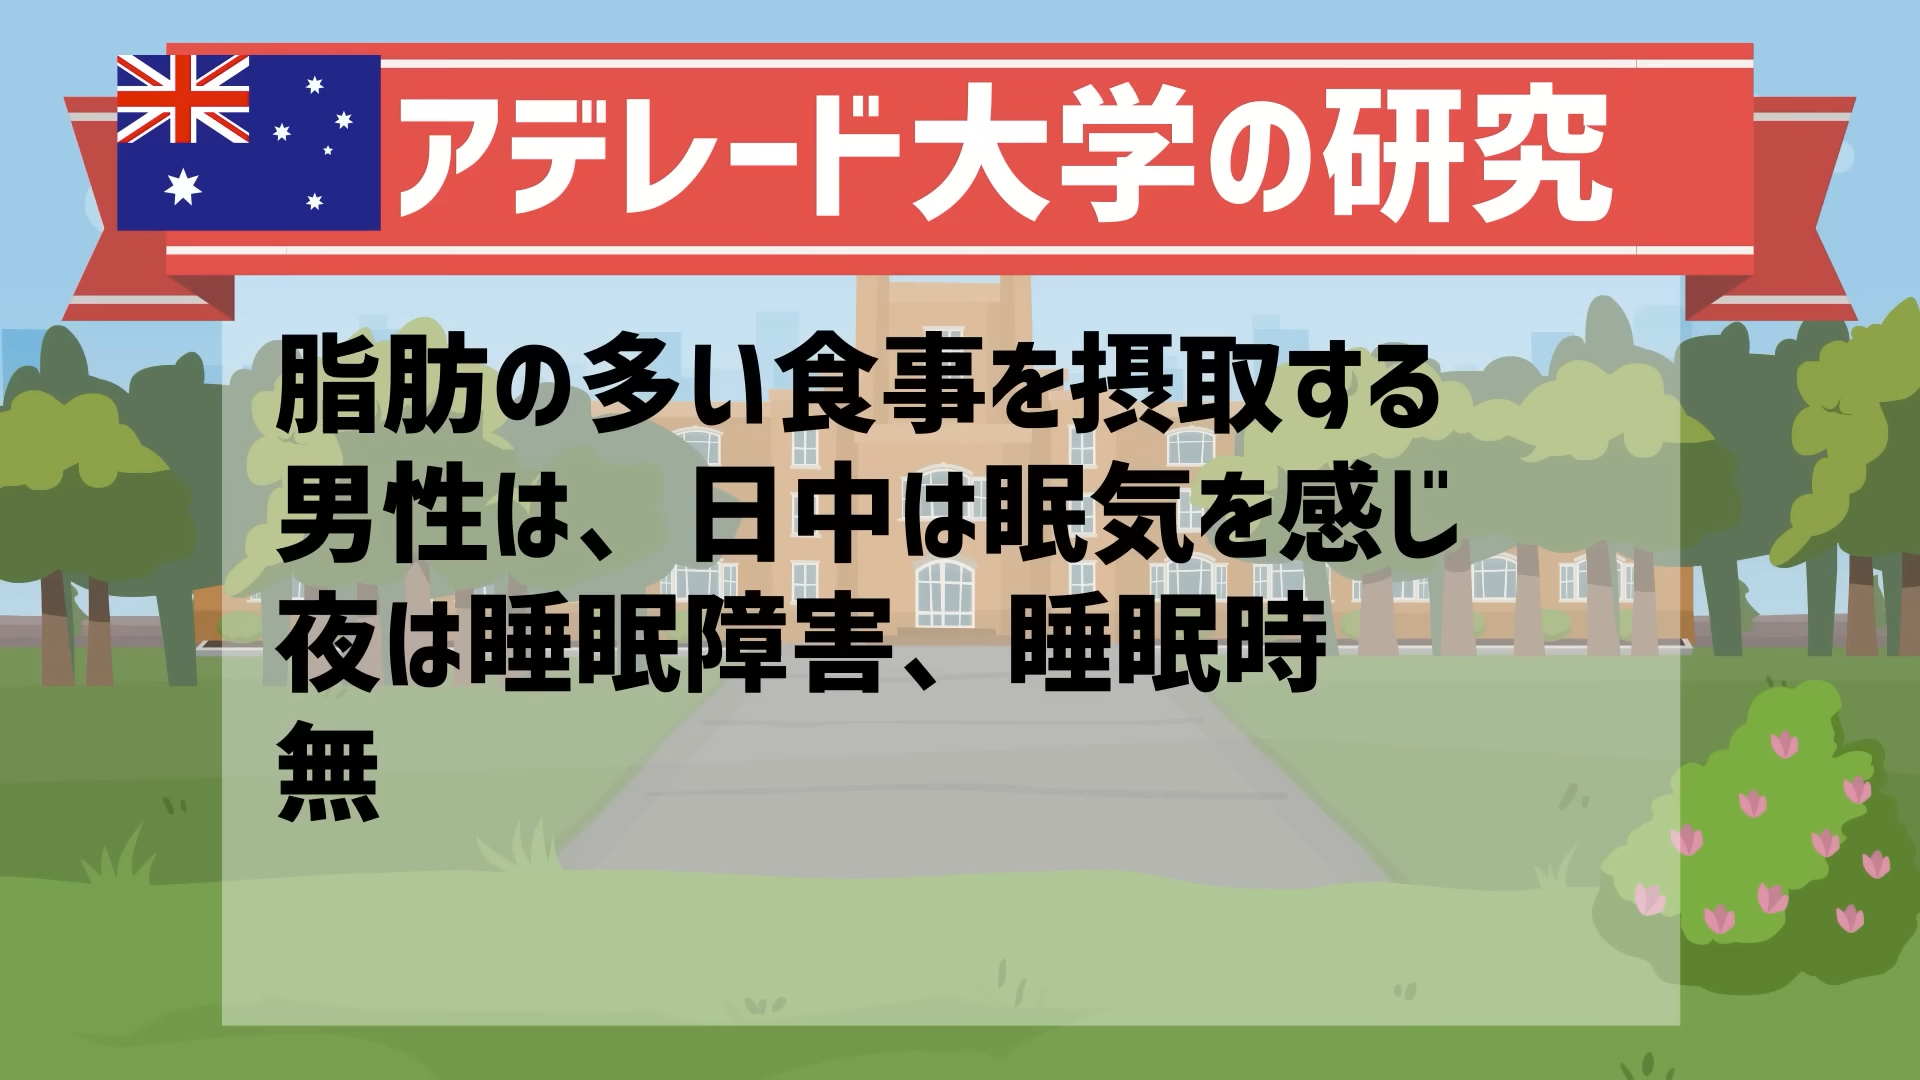 アデレード大学の研究
脂肪の多い食事を摂取する
男性は、日中は眠気を感じ
夜は睡眠障害、睡眠時
無